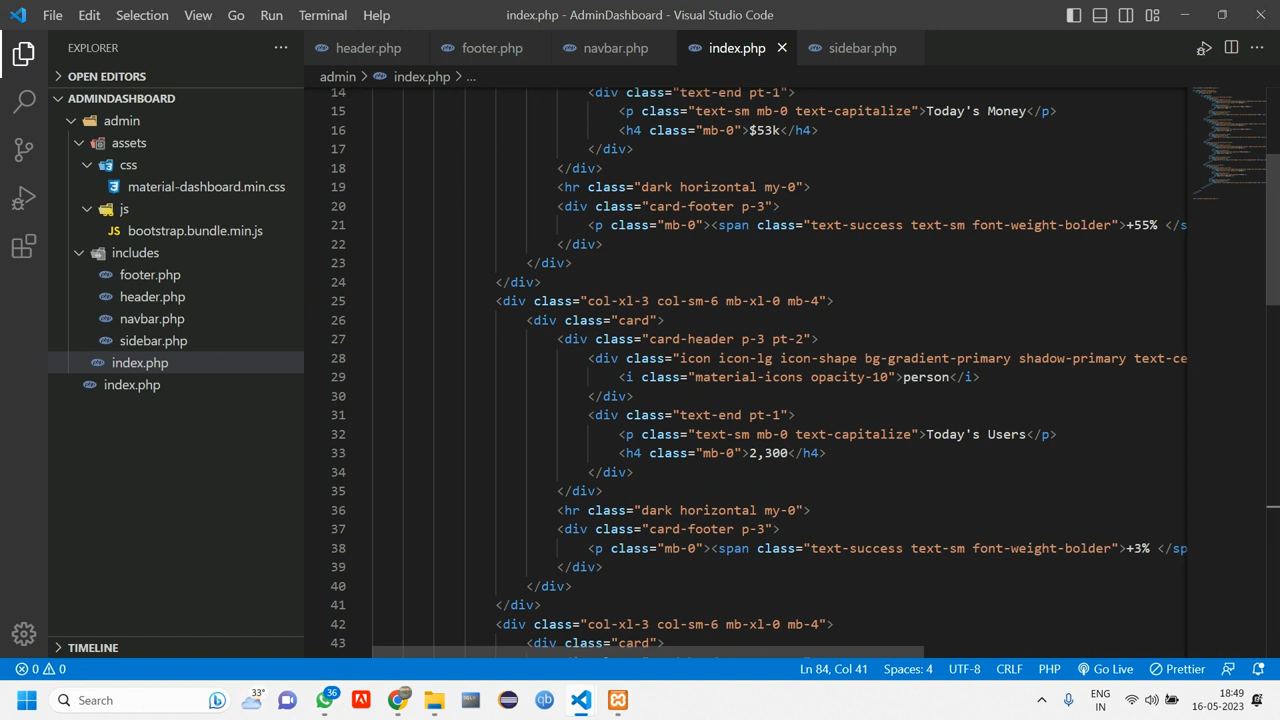 File Edit Selection View Go Run Terminal Help index.php - AdminDashboard - Visual Studio Code
EXPLORER
header.php footer.php navbar.php index.php sidebar.php
OPEN EDITORS
admin > index.php > ...
ADMINDASHBOARD
admin
assets
css
material-dashboard.min.css
js
bootstrap.bundle.min.js
includes
footer.php
header.php
navbar.php
sidebar.php
index.php
index.php
TIMELINE
14 <div class="text-end pt-1">
15 <p class="text-sm mb-0 text-capitalize">Today's Money</p>
16 <h4 class="mb-0">$53k</h4>
17 </div>
18 </div>
19 <hr class="dark horizontal my-0">
20 <div class="card-footer p-3">
21 <p class="mb-0"><span class="text-success text-sm font-weight-bolder">+55% </sp
22 </div>
23 </div>
24 </div>
25 <div class="col-xl-3 col-sm-6 mb-xl-0 mb-4">
26 <div class="card">
27 <div class="card-header p-3 pt-2">
28 <div class="icon icon-lg icon-shape bg-gradient-primary shadow-primary text-ce
29 <i class="material-icons opacity-10">person</i>
30 </div>
31 <div class="text-end pt-1">
32 <p class="text-sm mb-0 text-capitalize">Today's Users</p>
33 <h4 class="mb-0">2,300</h4>
34 </div>
35 </div>
36 <hr class="dark horizontal my-0">
37 <div class="card-footer p-3">
38 <p class="mb-0"><span class="text-success text-sm font-weight-bolder">+3% </sp
39 </div>
40 </div>
41 </div>
42 <div class="col-xl-3 col-sm-6 mb-xl-0 mb-4">
43 <div class="card">
0 0 Ln 84, Col 41 Spaces: 4 UTF-8 CRLF PHP Go Live Prettier
Search 33° 36 ENG 18:49
IN 16-05-2023